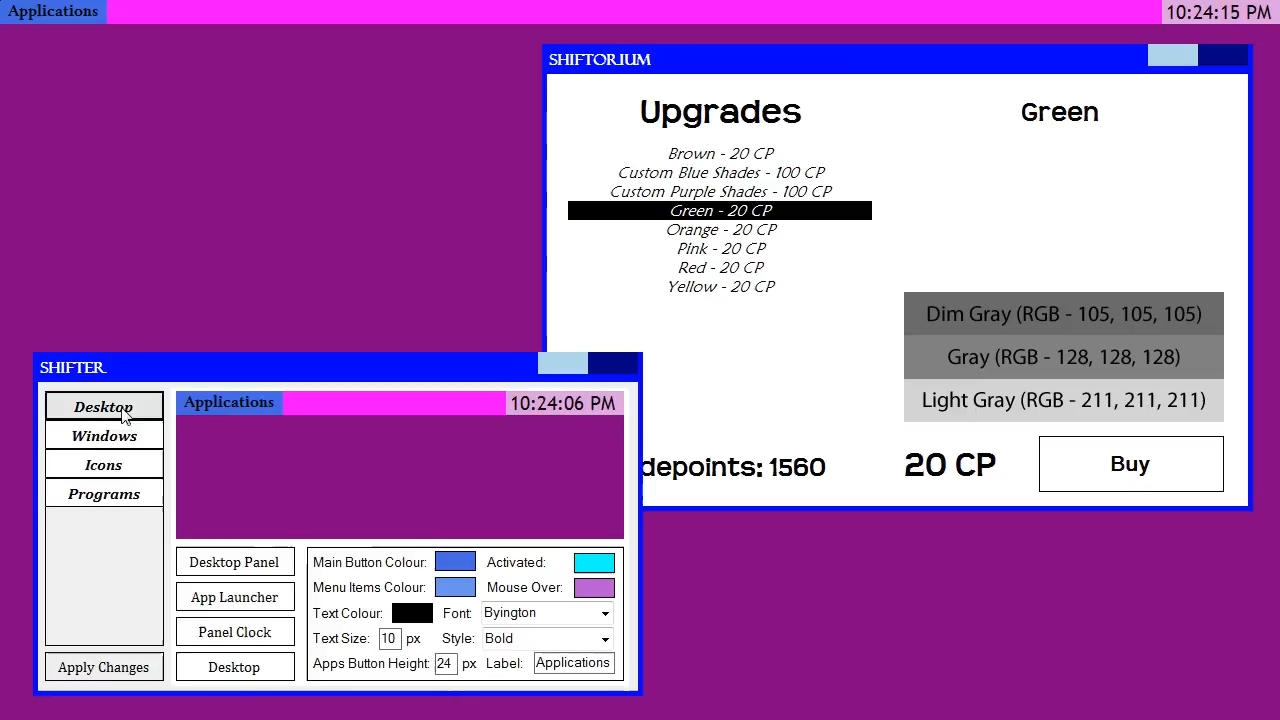 Applications
10:24:15 PM
SHIFTORIUM
Upgrades
Brown - 20 CP
Custom Blue Shades - 100 CP
Custom Purple Shades - 100 CP
Green - 20 CP
Orange - 20 CP
Pink - 20 CP
Red - 20 CP
Yellow - 20 CP
Green
Dim Gray (RGB - 105, 105, 105)
Gray (RGB - 128, 128, 128)
Light Gray (RGB - 211, 211, 211)
depoints: 1560
20 CP
Buy
SHIFTER
Desktop
Windows
Icons
Programs
Apply Changes
Applications
10:24:06 PM
Desktop Panel
App Launcher
Panel Clock
Desktop
Main Button Colour: Activated:
Menu Items Colour: Mouse Over:
Text Colour: Font: Byington
Text Size: 10 px Style: Bold
Apps Button Height: 24 px Label: Applications